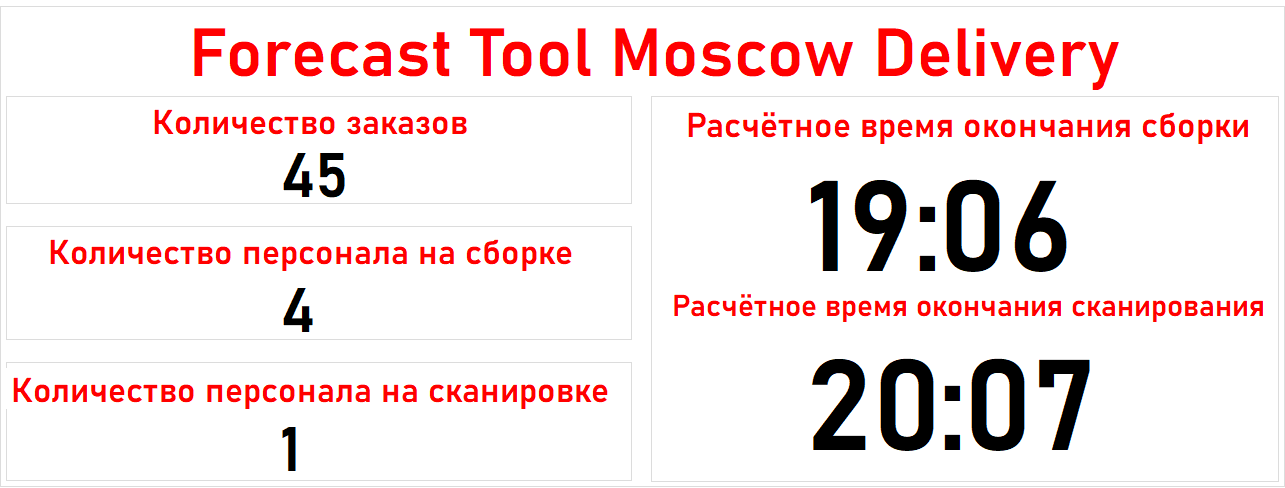 Forecast Tool Moscow Delivery
Количество заказов
45
Количество персонала на сборке
4
Количество персонала на сканировке
1
Расчётное время окончания сборки
19:06
Расчётное время окончания сканирования
20:07